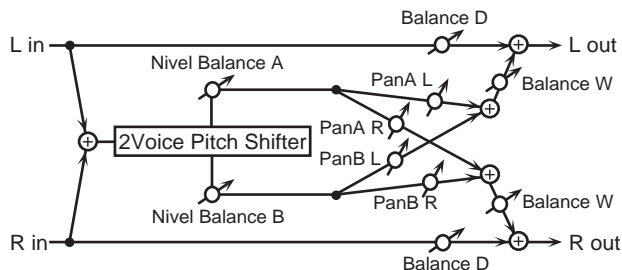 Balance D
L in
L out
Nivel Balance A
PanA L
Balance W
PanA R
2Voice Pitch Shifter
PanB L
PanB R
Nivel Balance B
Balance W
R in
R out
Balance D